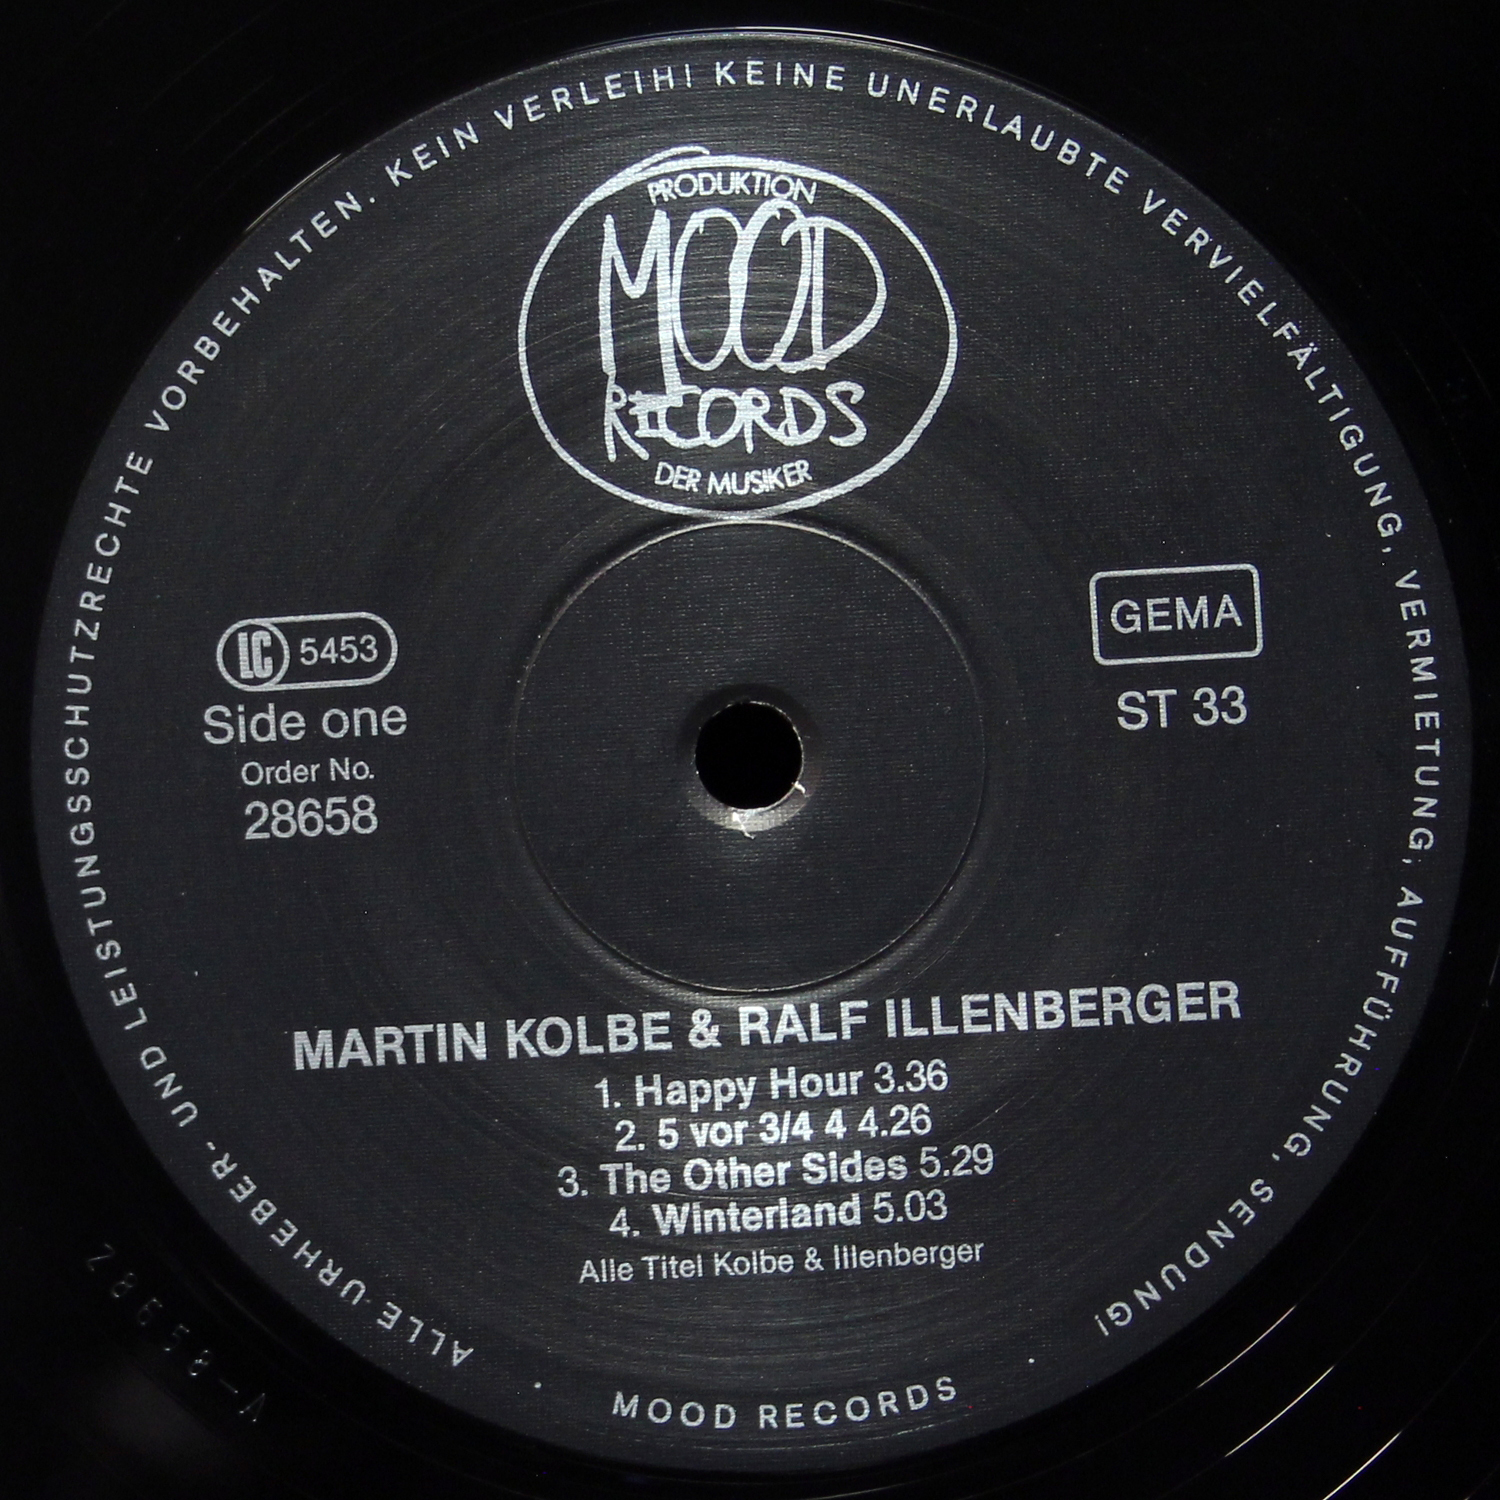 ALLE URHEBER- UND LEISTUNGSSCHUTZRECHTE VORBEHALTEN. KEIN VERLEIH! KEINE UNERLAUBTE VERVIELFÄLTIGUNG, VERMIETUNG, AUFFÜHRUNG, SENDUNG!
PRODUKTION
MOOD
RECORDS
DER MUSIKER
LC 5453
Side one
Order No.
28658
GEMA
ST 33
MARTIN KOLBE & RALF ILLENBERGER
1. Happy Hour 3.36
2. 5 vor 3/4 4 4.26
3. The Other Sides 5.29
4. Winterland 5.03
Alle Titel Kolbe & Illenberger
· MOOD RECORDS ·
28658-A